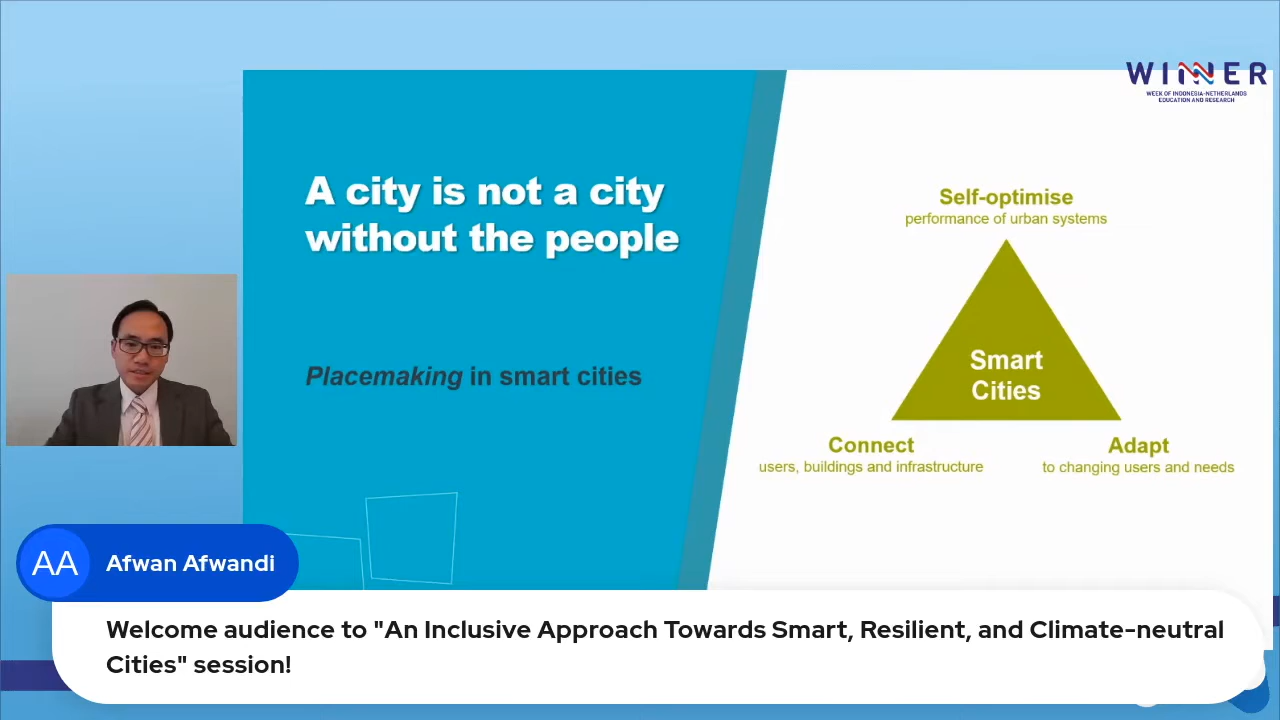 WINNER
WEEK OF INDONESIA-NETHERLANDS
EDUCATION AND RESEARCH
A city is not a city
without the people
Placemaking in smart cities
Self-optimise
performance of urban systems
Smart
Cities
Connect
users, buildings and infrastructure
Adapt
to changing users and needs
AA Afwan Afwandi
Welcome audience to "An Inclusive Approach Towards Smart, Resilient, and Climate-neutral
Cities" session!